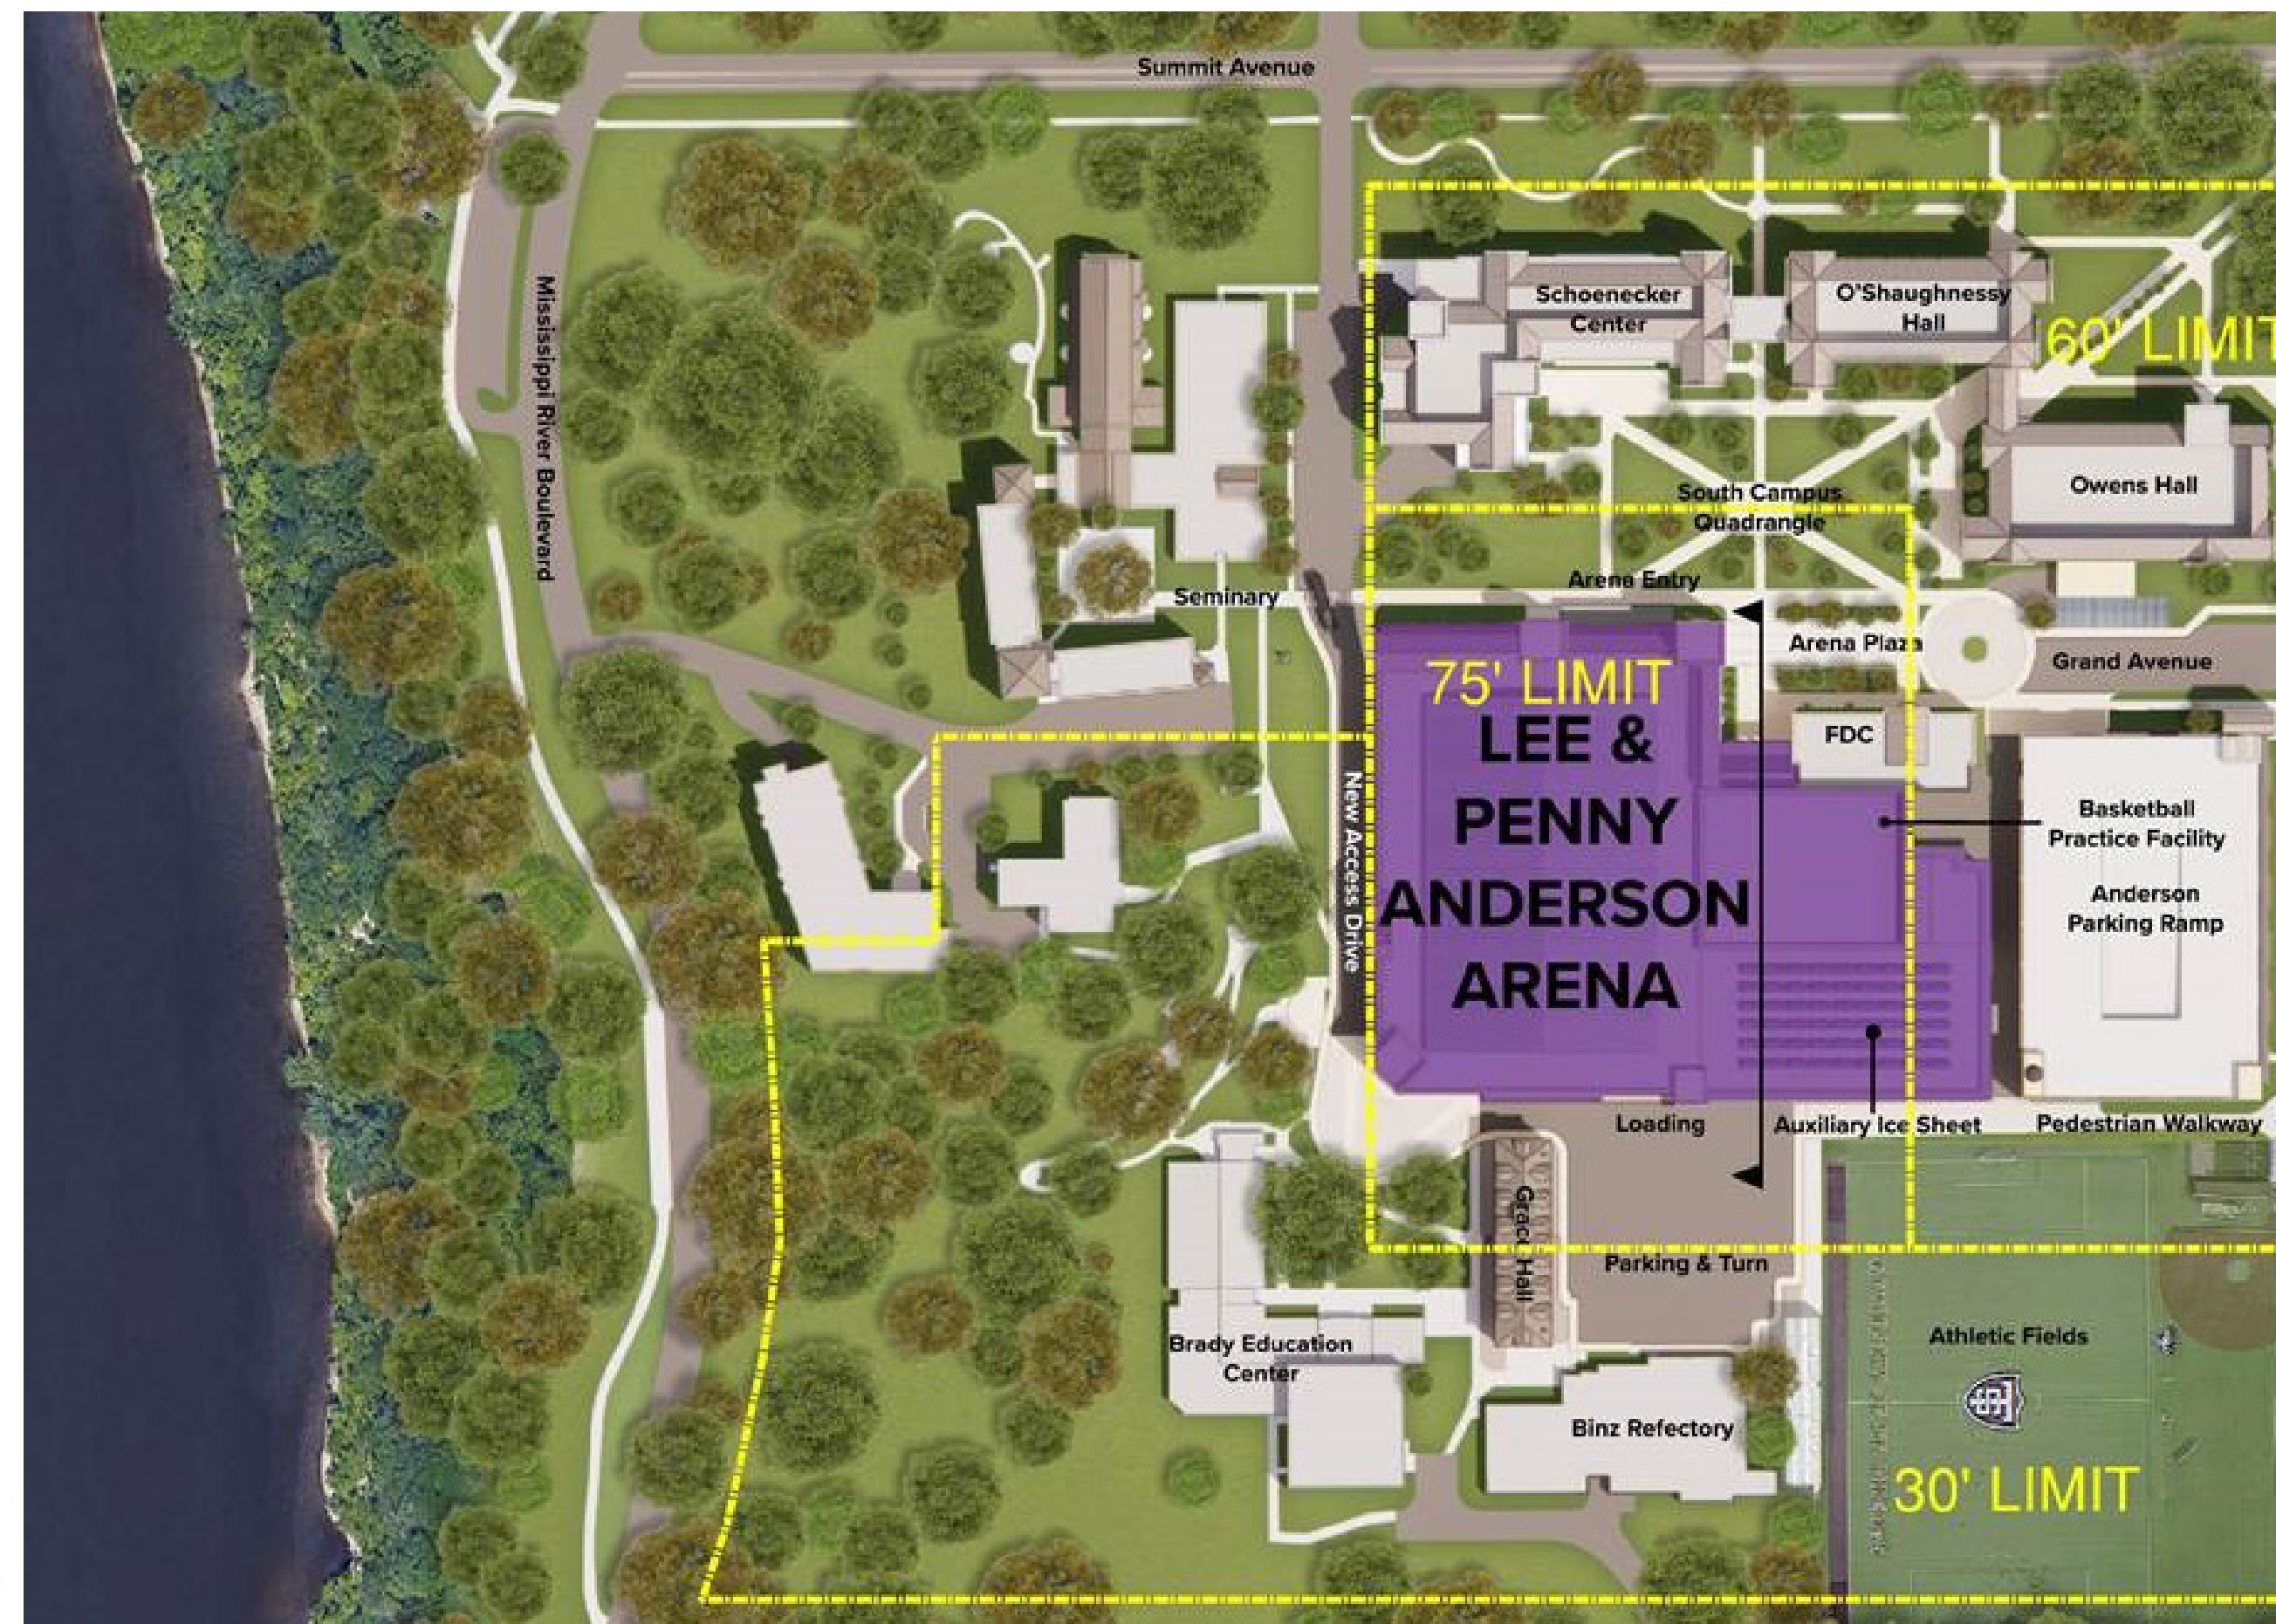 Summit Avenue
Mississippi River Boulevard
Schoenecker
Center
O'Shaughnessy
Hall
60' LIMIT
Owens Hall
South Campus
Quadrangle
Arena Entry
Seminary
Arena Plaza
Grand Avenue
75' LIMIT
LEE &
PENNY
ANDERSON
ARENA
FDC
New Access Drive
Basketball
Practice Facility
Anderson
Parking Ramp
Loading
Auxiliary Ice Sheet
Pedestrian Walkway
Grace Hall
Parking & Turn
Brady Education
Center
Athletic Fields
Binz Refectory
30' LIMIT